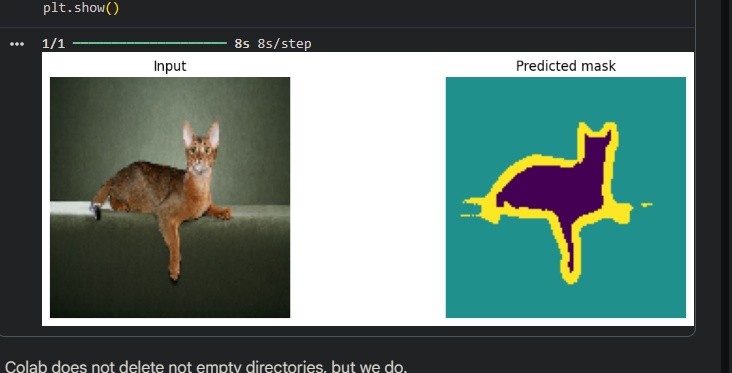 plt.show()
••• 1/1 ━━━━━━━━━━━━━━━━━━━━ 8s 8s/step
Input
Predicted mask
Colab does not delete not empty directories, but we do.